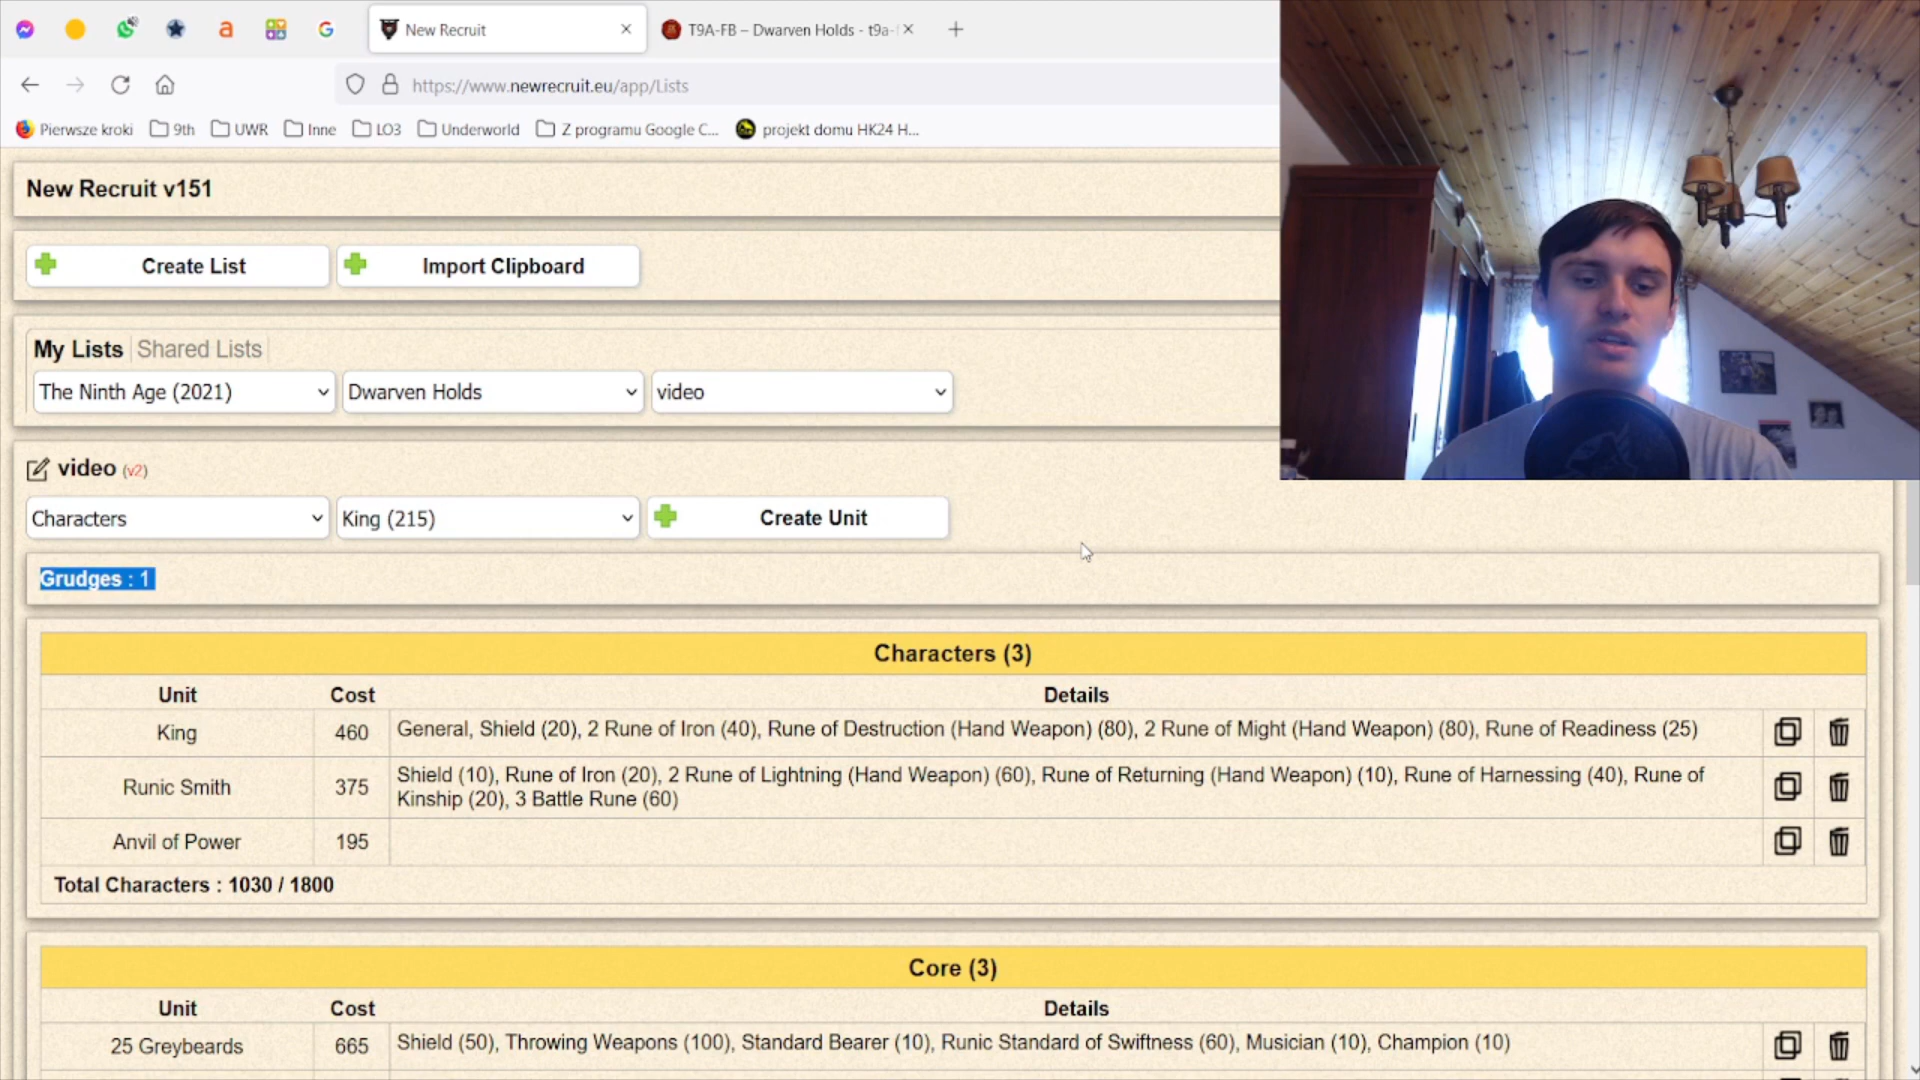 New Recruit
T9A-FB – Dwarven Holds - t9a-
https://www.newrecruit.eu/app/Lists
Pierwsze kroki 9th UWR Inne LO3 Underworld Z programu Google C... projekt domu HK24 H...
New Recruit v151
Create List Import Clipboard
My Lists Shared Lists
The Ninth Age (2021) Dwarven Holds video
video (v2)
Characters King (215) Create Unit
Grudges : 1
Characters (3)
Unit Cost Details
King 460 General, Shield (20), 2 Rune of Iron (40), Rune of Destruction (Hand Weapon) (80), 2 Rune of Might (Hand Weapon) (80), Rune of Readiness (25)
Runic Smith 375 Shield (10), Rune of Iron (20), 2 Rune of Lightning (Hand Weapon) (60), Rune of Returning (Hand Weapon) (10), Rune of Harnessing (40), Rune of
Kinship (20), 3 Battle Rune (60)
Anvil of Power 195
Total Characters : 1030 / 1800
Core (3)
Unit Cost Details
25 Greybeards 665 Shield (50), Throwing Weapons (100), Standard Bearer (10), Runic Standard of Swiftness (60), Musician (10), Champion (10)